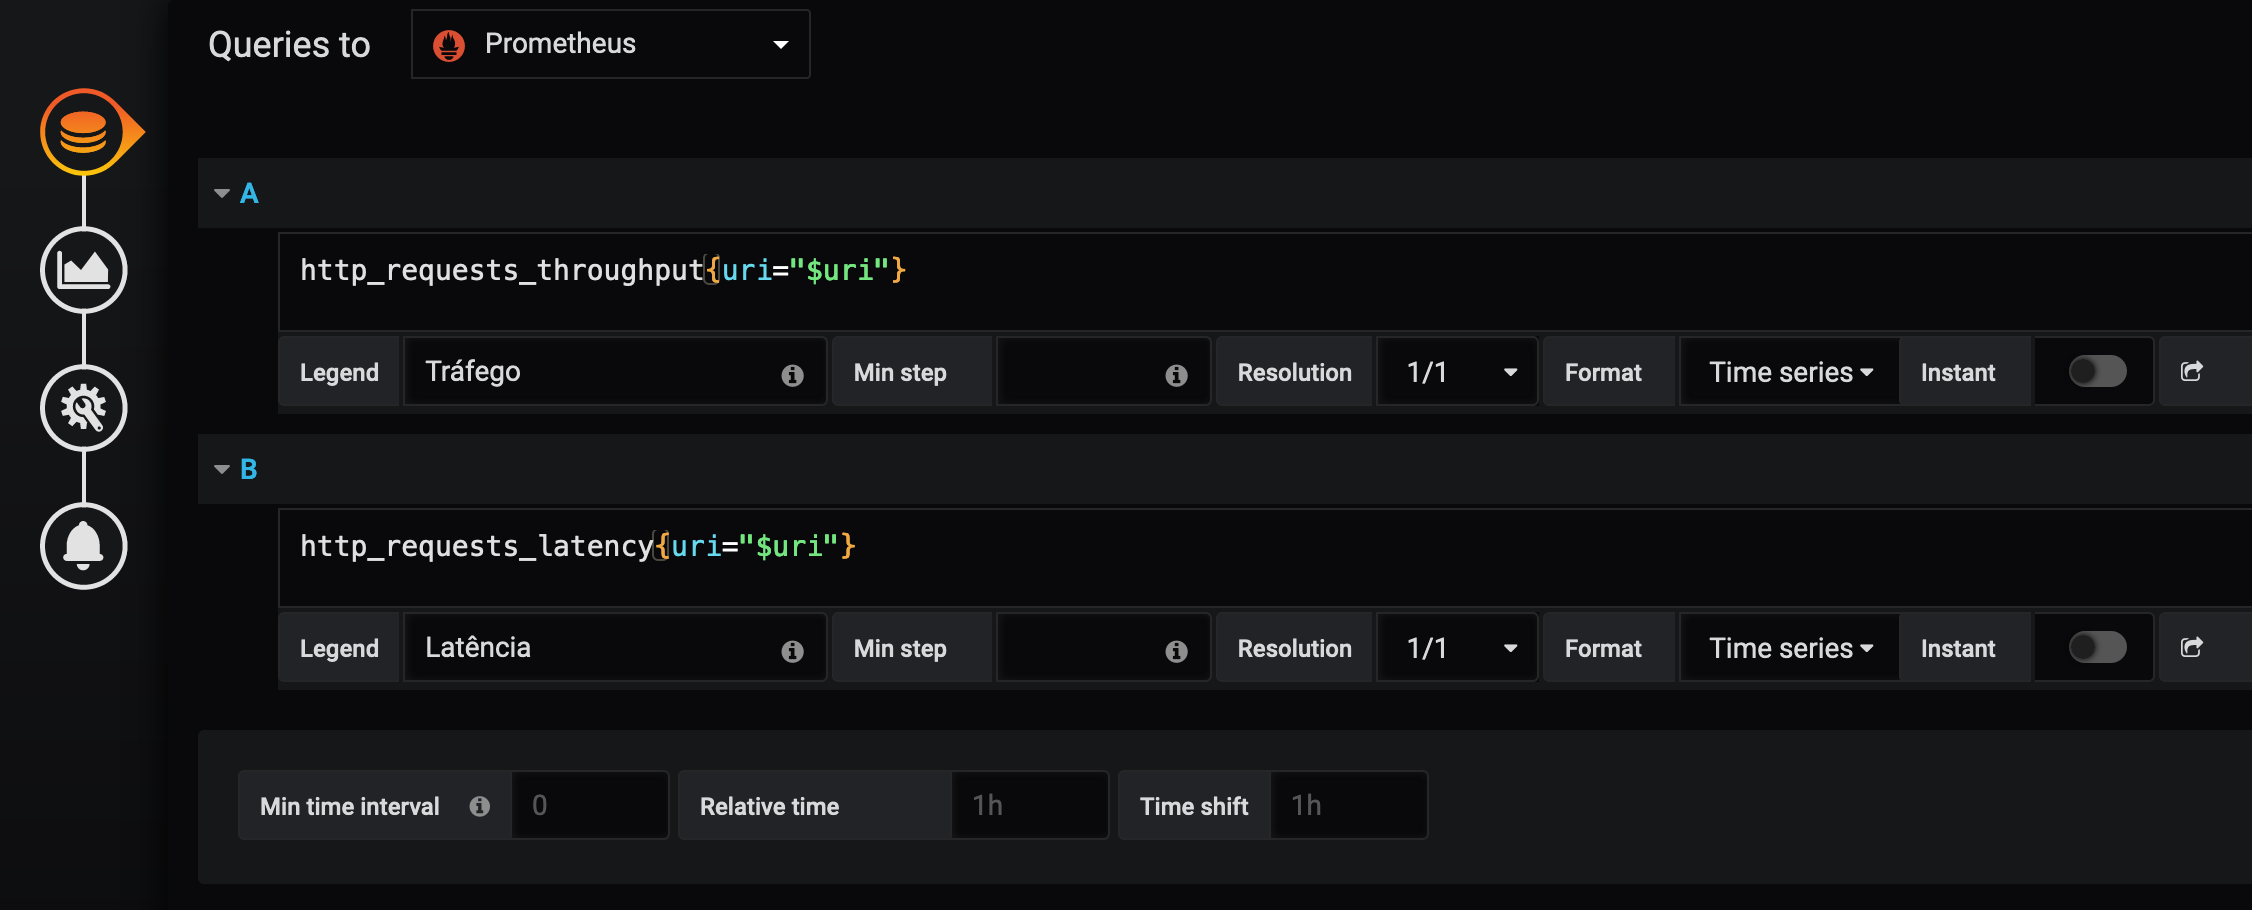 Queries to Prometheus
A
http_requests_throughput{uri="$uri"}
Legend Tráfego Min step Resolution 1/1 Format Time series Instant
B
http_requests_latency{uri="$uri"}
Legend Latência Min step Resolution 1/1 Format Time series Instant
Min time interval 0 Relative time 1h Time shift 1h